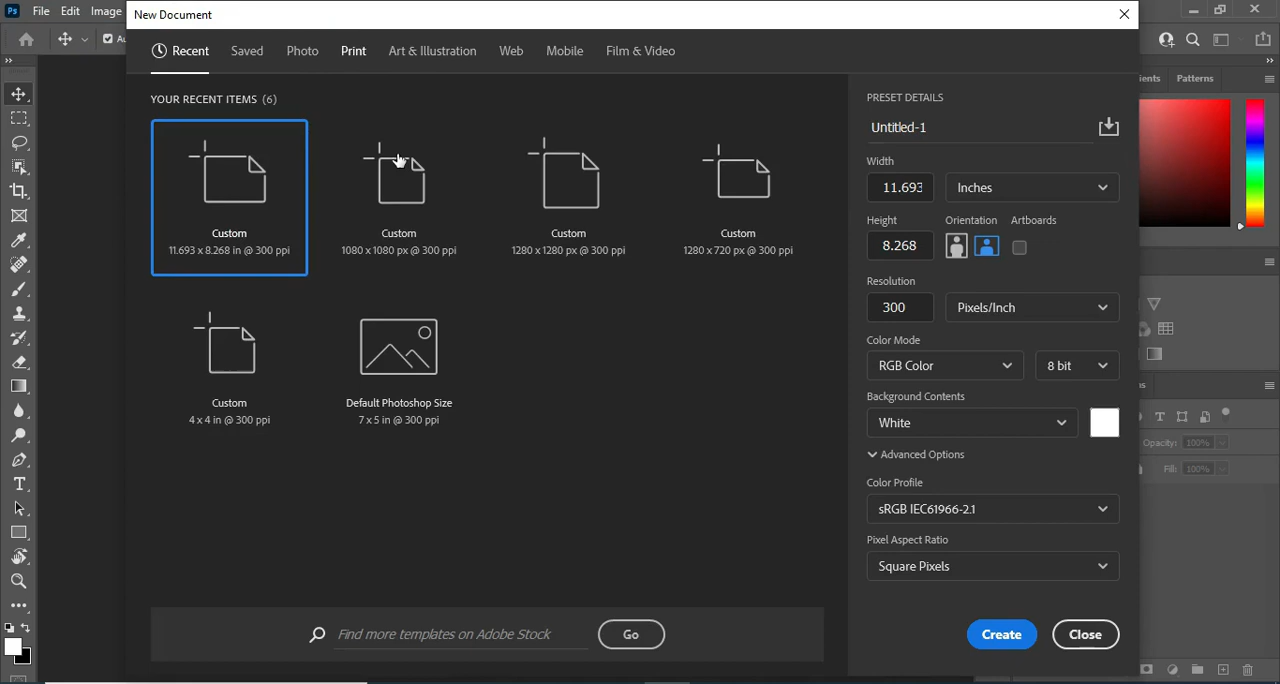 Ps File Edit Image
New Document
Recent Saved Photo Print Art & Illustration Web Mobile Film & Video
YOUR RECENT ITEMS (6)
Custom
11.693 x 8.268 in @ 300 ppi
Custom
1080 x 1080 px @ 300 ppi
Custom
1280 x 1280 px @ 300 ppi
Custom
1280 x 720 px @ 300 ppi
Custom
4 x 4 in @ 300 ppi
Default Photoshop Size
7 x 5 in @ 300 ppi
Find more templates on Adobe Stock
Go
PRESET DETAILS
Untitled-1
Width
11.693 Inches
Height Orientation Artboards
8.268
Resolution
300 Pixels/Inch
Color Mode
RGB Color 8 bit
Background Contents
White
Advanced Options
Color Profile
sRGB IEC61966-2.1
Pixel Aspect Ratio
Square Pixels
Create Close
Patterns
Opacity: 100%
Fill: 100%